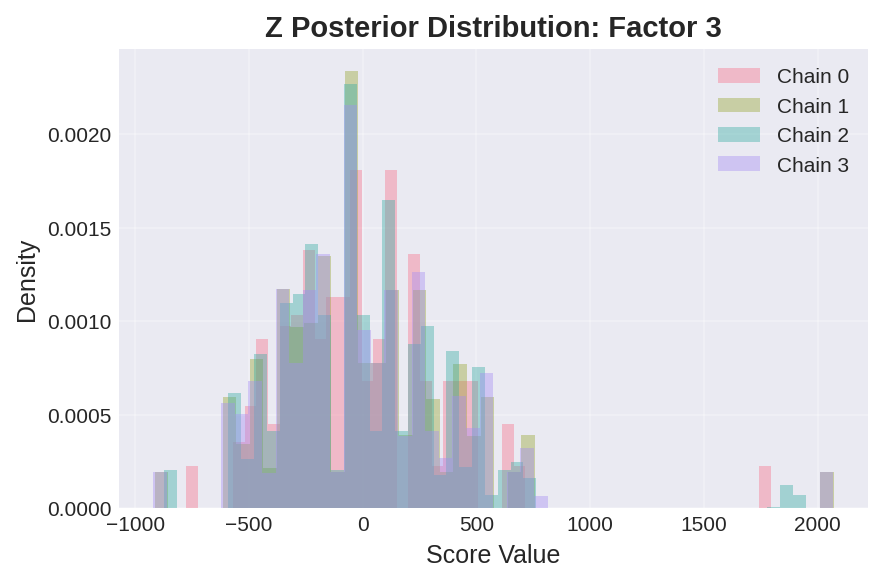 Z Posterior Distribution: Factor 3
Chain 0
Chain 1
Chain 2
Chain 3
0.0020
0.0015
0.0010
0.0005
0.0000
Density
−1000 −500 0 500 1000 1500 2000
Score Value